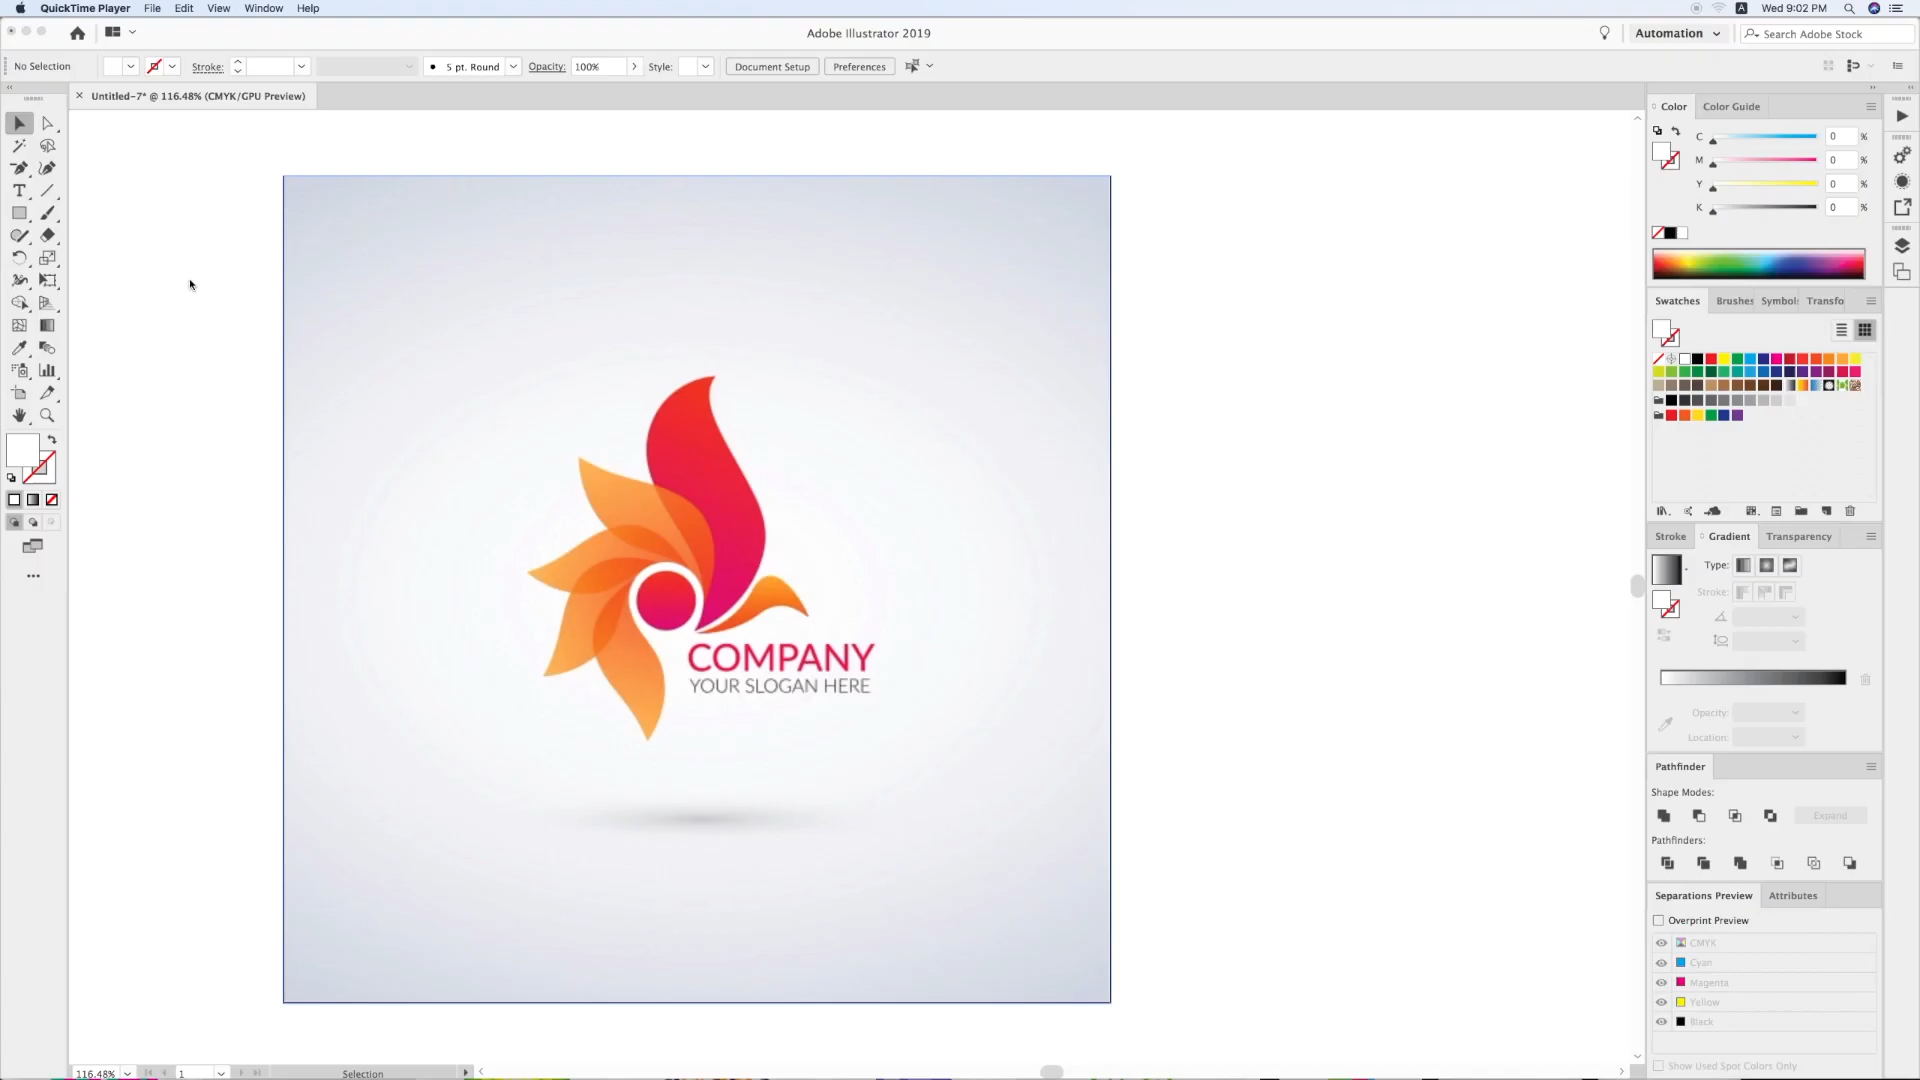 QuickTime Player File Edit View Window Help
A Wed 9:02 PM
Adobe Illustrator 2019
Automation
Search Adobe Stock
No Selection
Stroke:
5 pt. Round
Opacity: 100%
Style:
Document Setup
Preferences
× Untitled-7* @ 116.48% (CMYK/GPU Preview)
Color Color Guide
C 0 %
M 0 %
Y 0 %
K 0 %
Swatches Brushes Symbols Transfo
COMPANY
YOUR SLOGAN HERE
Stroke Gradient Transparency
Type:
Stroke:
Opacity:
Location:
Pathfinder
Shape Modes:
Expand
Pathfinders:
Separations Preview Attributes
Overprint Preview
CMYK
Cyan
Magenta
Yellow
Black
Show Used Spot Colors Only
116.48% 1 Selection